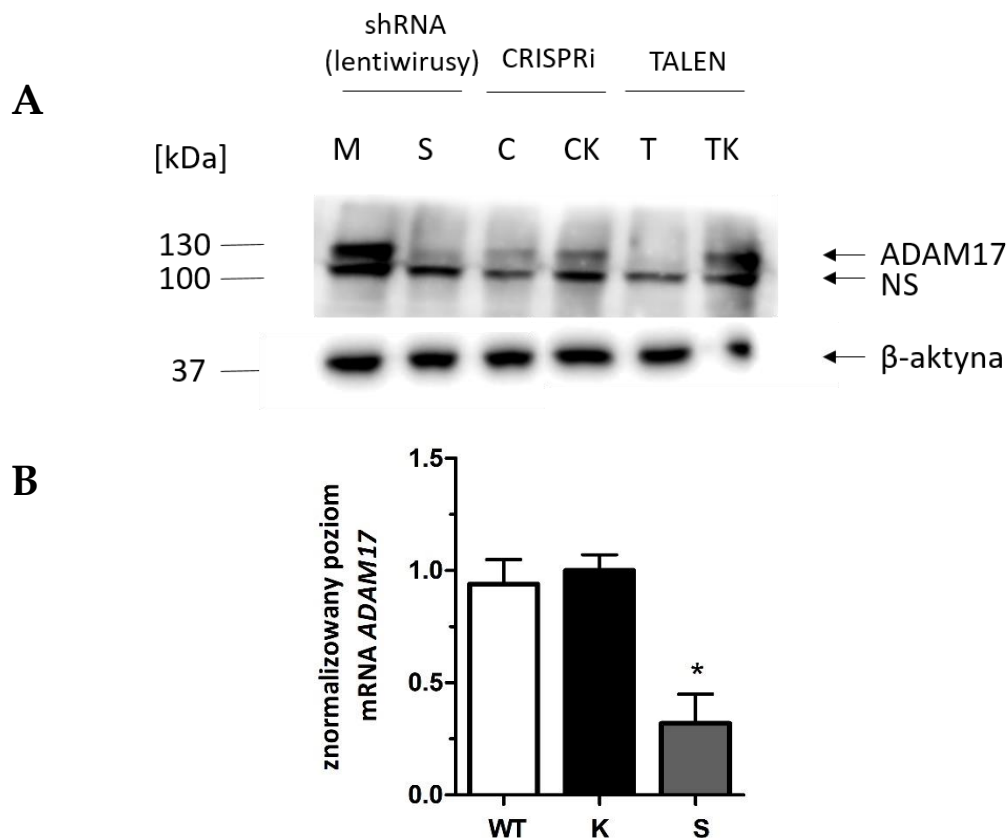 shRNA
(lentiwirusy) CRISPRi TALEN
A
[kDa] M S C CK T TK
130 ADAM17
100 NS
37 β-aktyna
B
znormalizowany poziom
mRNA ADAM17
1.5
1.0
0.5
0.0
*
WT K S